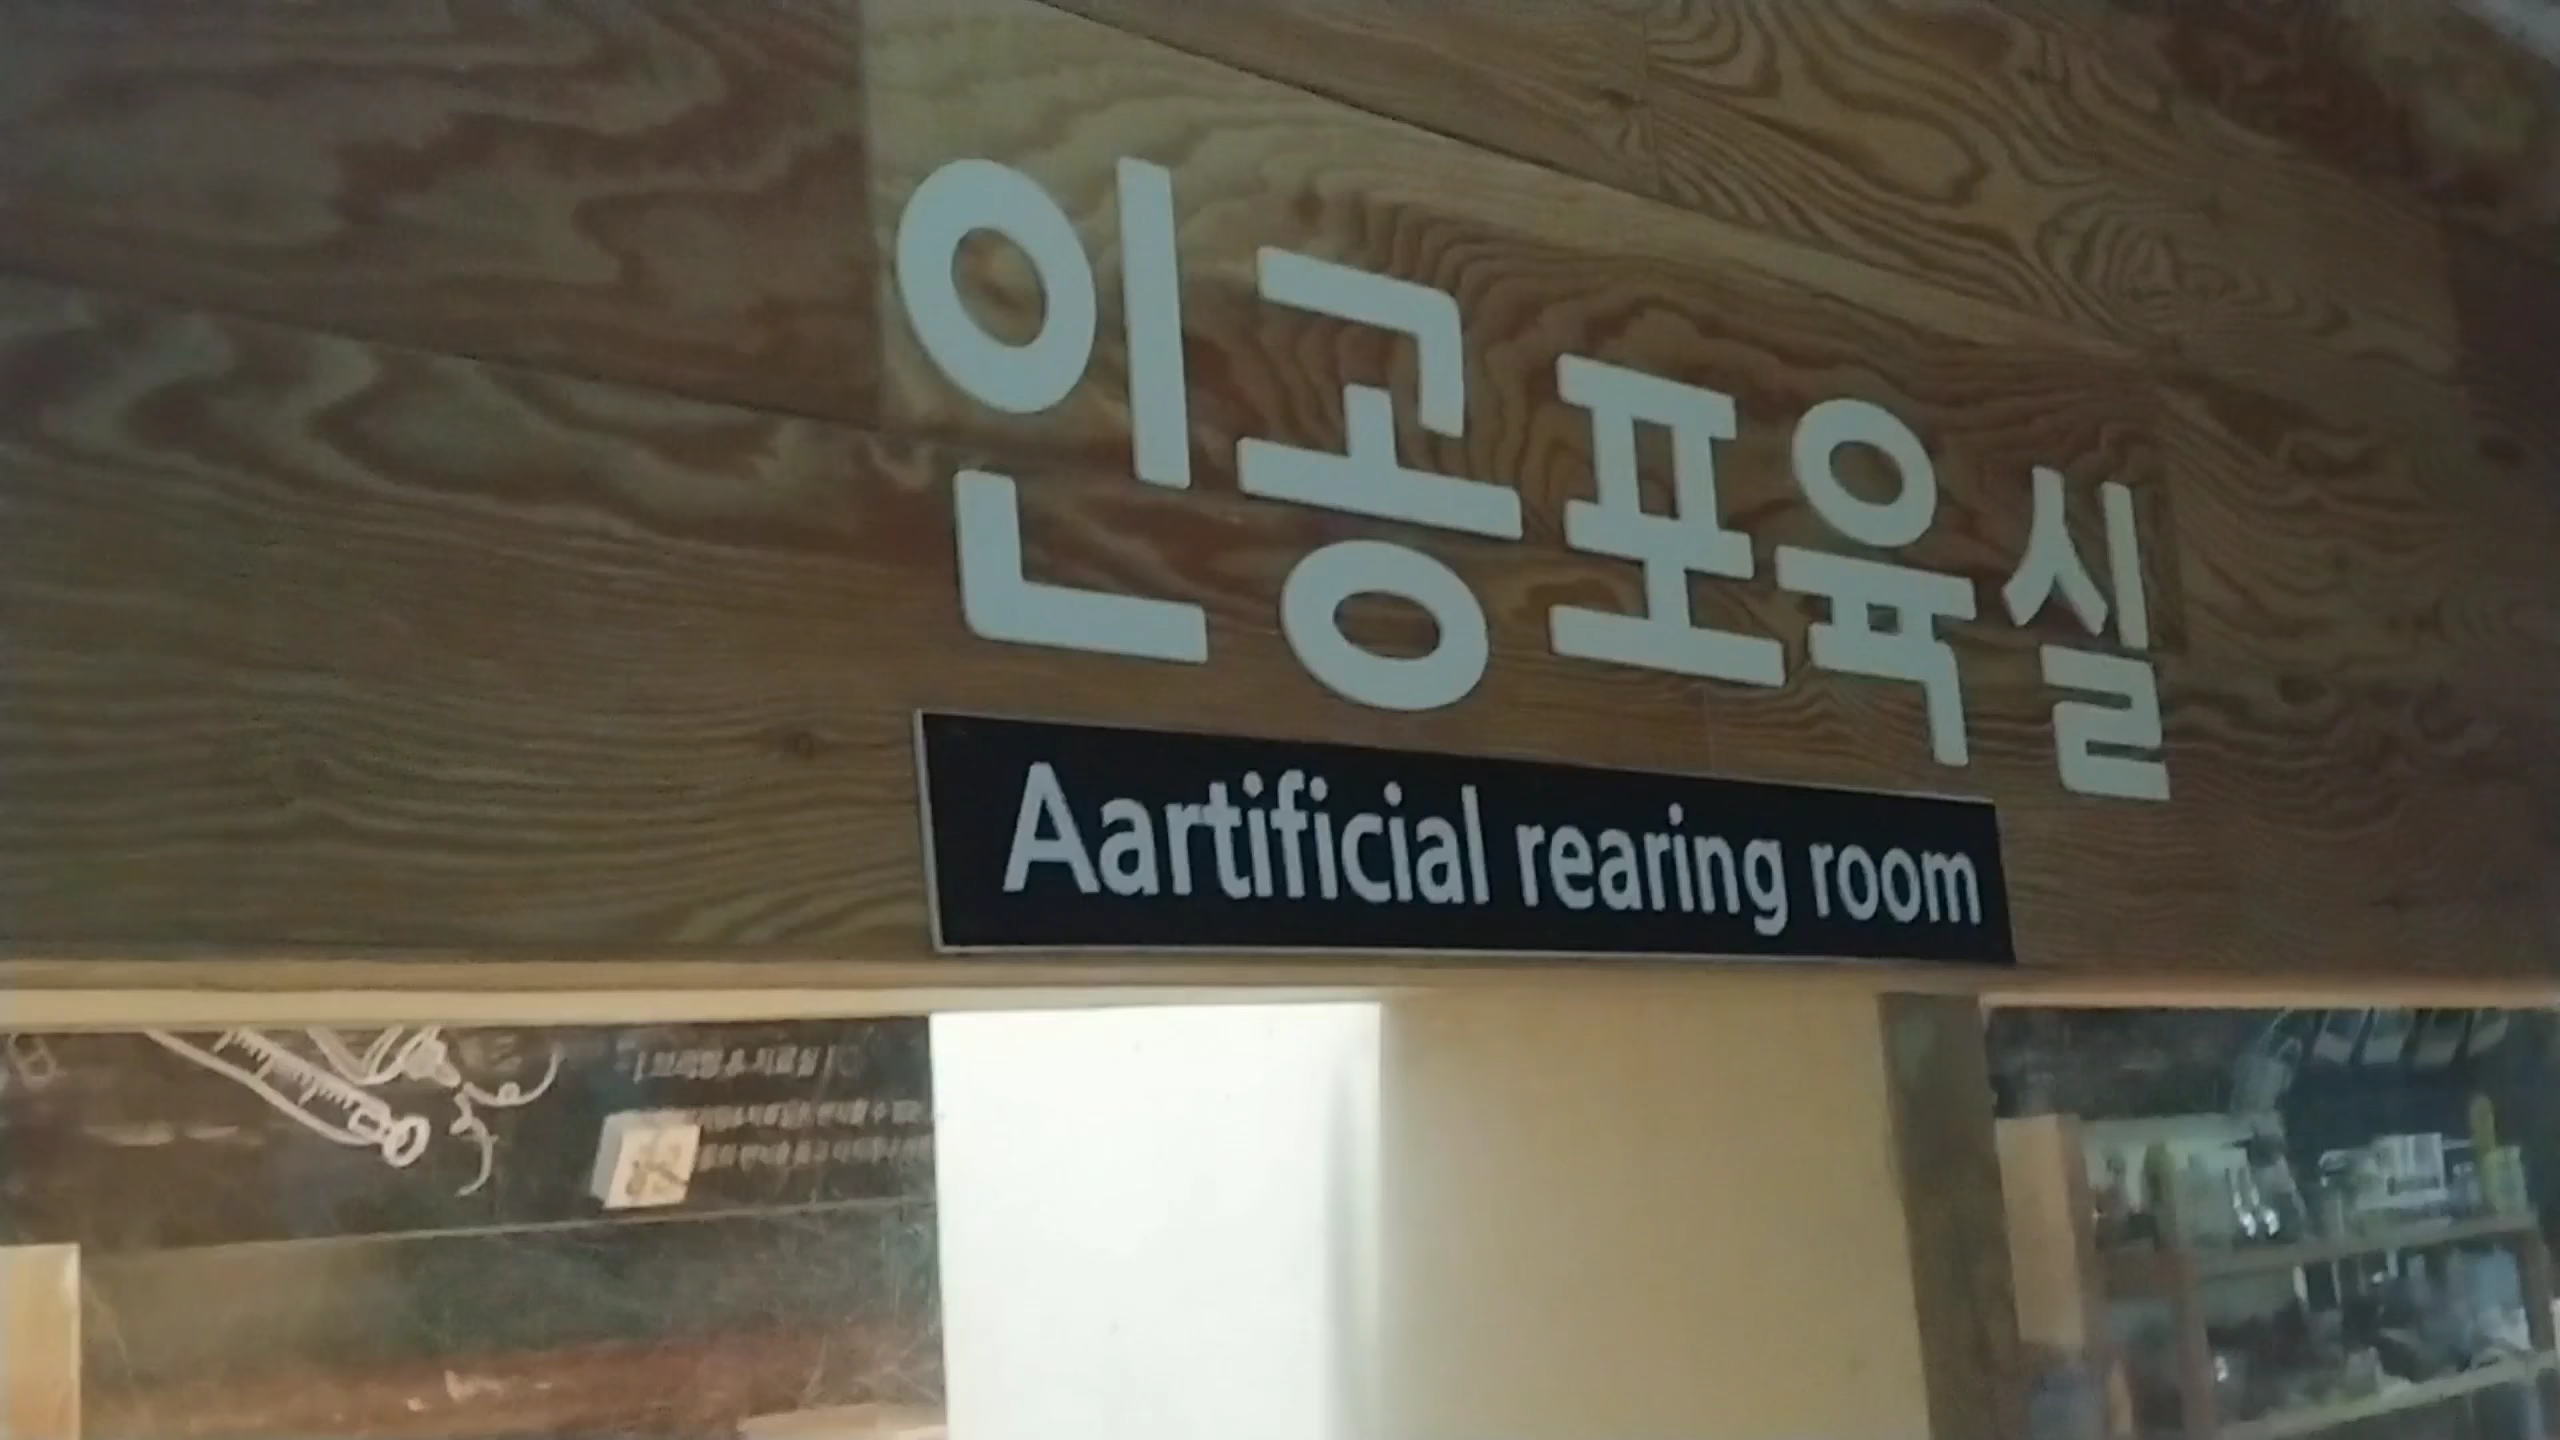 인공포육실
Aartificial rearing room